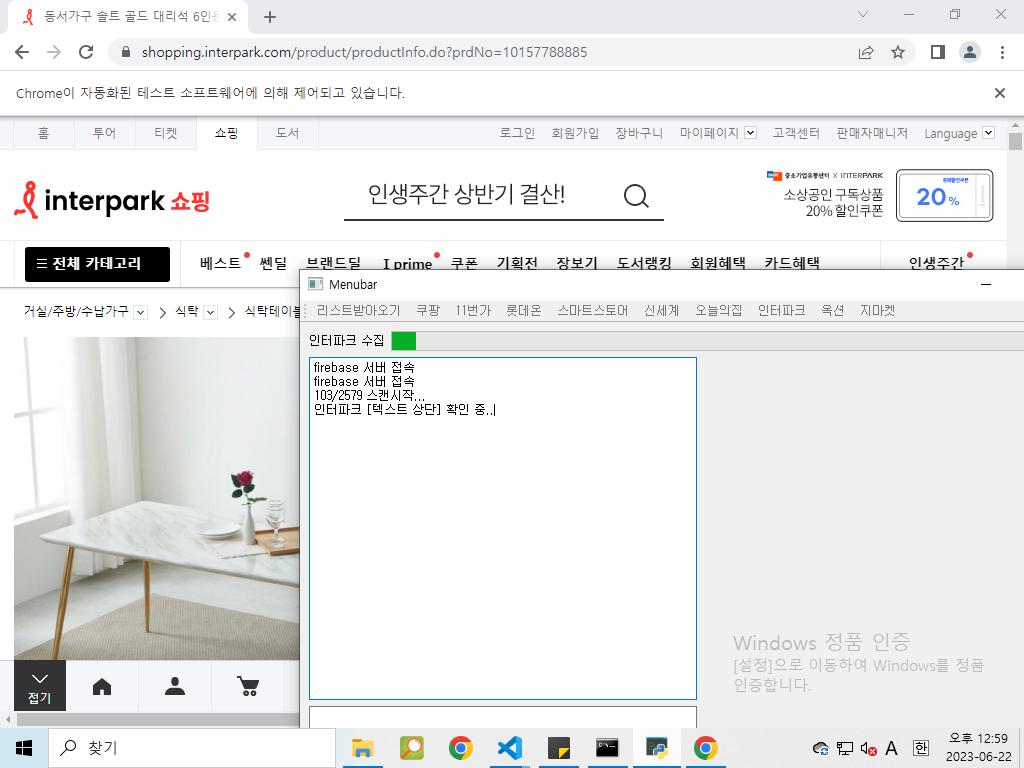 동서가구 솔트 골드 대리석 6인용
shopping.interpark.com/product/productInfo.do?prdNo=10157788885
Chrome이 자동화된 테스트 소프트웨어에 의해 제어되고 있습니다.
홈 투어 티켓 쇼핑 도서 로그인 회원가입 장바구니 마이페이지 고객센터 판매자매니저 Language
interpark 쇼핑
인생주간 상반기 결산!
중소기업유통센터 X INTERPARK
소상공인 구독상품
20% 할인쿠폰
중복할인쿠폰
20%
전체 카테고리 베스트 쎈딜 브랜드딜 I prime 쿠폰 기획전 장보기 도서랭킹 회원혜택 카드혜택 인생주간
거실/주방/수납가구 식탁 식탁테이블
Menubar
리스트받아오기 쿠팡 11번가 롯데온 스마트스토어 신세계 오늘의집 인터파크 옥션 지마켓
인터파크 수집
firebase 서버 접속
firebase 서버 접속
103/2579 스캔시작...
인터파크 [텍스트 상단] 확인 중..
Windows 정품 인증
[설정]으로 이동하여 Windows를 정품
인증합니다.
접기
찾기
A 한
오후 12:59
2023-06-22